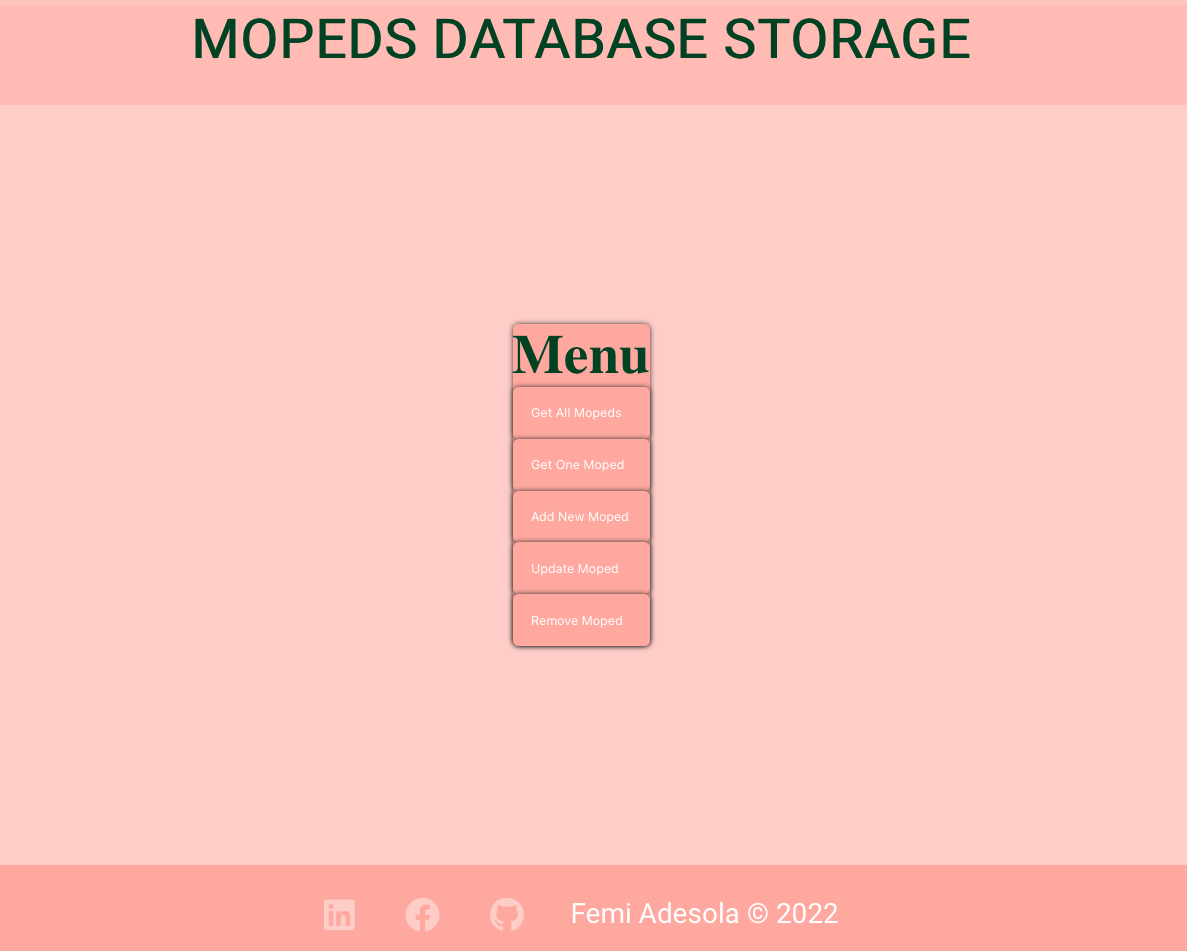 MOPEDS DATABASE STORAGE
Menu
Get All Mopeds
Get One Moped
Add New Moped
Update Moped
Remove Moped
Femi Adesola © 2022